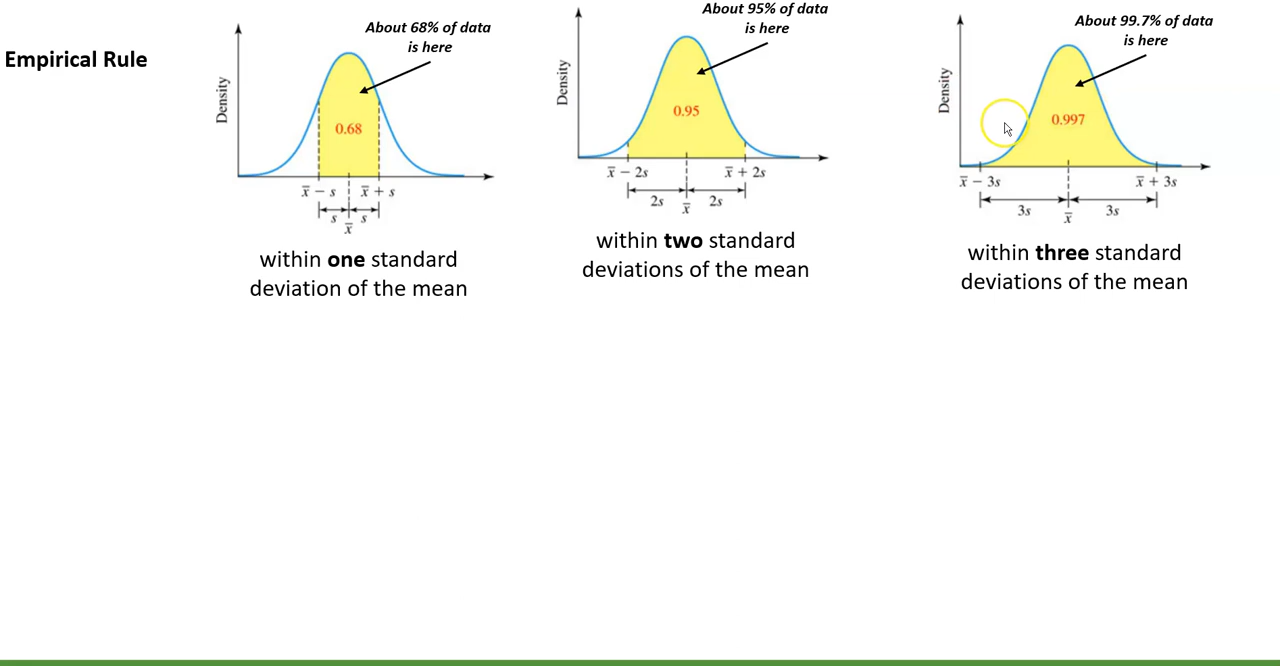 Empirical Rule
About 68% of data
is here
Density
0.68
x̅ − s
x̅ + s
s
s
x̅
within one standard
deviation of the mean
About 95% of data
is here
Density
0.95
x̅ − 2s
x̅ + 2s
2s
x̅
2s
within two standard
deviations of the mean
About 99.7% of data
is here
Density
0.997
x̅ − 3s
x̅ + 3s
3s
x̅
3s
within three standard
deviations of the mean